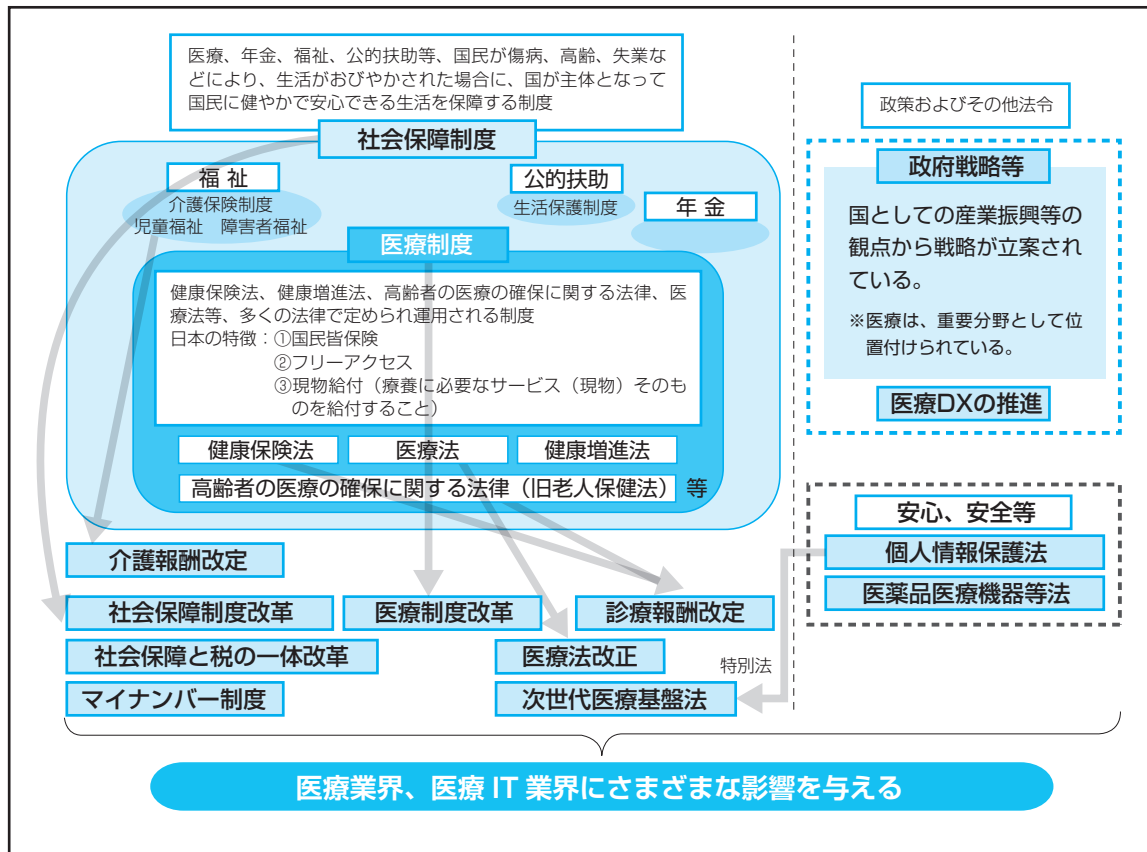 医療、年金、福祉、公的扶助等、国民が傷病、高齢、失業な
どにより、生活がおびやかされた場合に、国が主体となって
国民に健やかで安心できる生活を保障する制度
社会保障制度
福 祉
介護保険制度
児童福祉 障害者福祉
公的扶助
生活保護制度
年 金
医療制度
健康保険法、健康増進法、高齢者の医療の確保に関する法律、医
療法等、多くの法律で定められ運用される制度
日本の特徴：①国民皆保険
②フリーアクセス
③現物給付（療養に必要なサービス（現物）そのも
のを給付すること）
健康保険法
医療法
健康増進法
高齢者の医療の確保に関する法律（旧老人保健法） 等
介護報酬改定
社会保障制度改革
医療制度改革
診療報酬改定
社会保障と税の一体改革
医療法改正
マイナンバー制度
次世代医療基盤法
特別法
政策およびその他法令
政府戦略等
国としての産業振興等の
観点から戦略が立案され
ている。
※医療は、重要分野として位
置付けられている。
医療DXの推進
安心、安全等
個人情報保護法
医薬品医療機器等法
医療業界、医療 IT 業界にさまざまな影響を与える